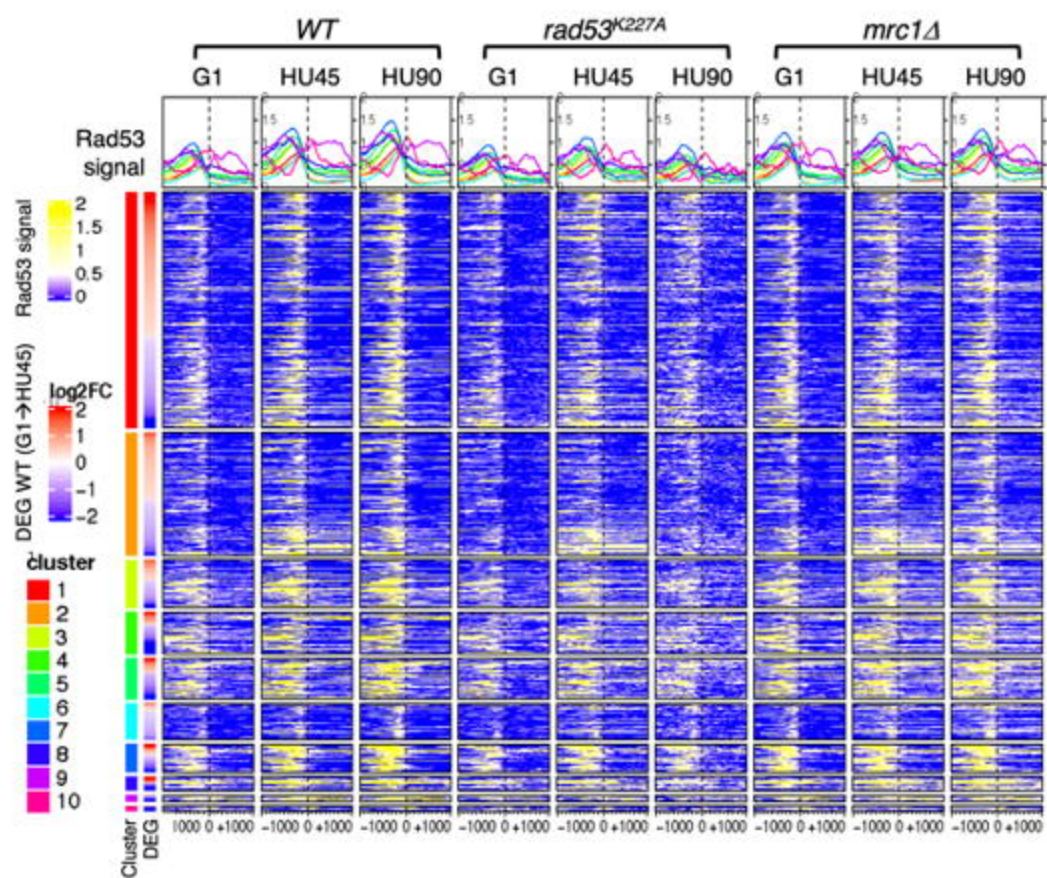 WT rad53K227A mrc1Δ
G1 HU45 HU90 G1 HU45 HU90 G1 HU45 HU90
Rad53
signal
1.5
Rad53 signal
2
1.5
1
0.5
0
DEG WT (G1→HU45)
log2FC
2
1
0
−1
−2
cluster
1
2
3
4
5
6
7
8
9
10
Cluster
DEG
1000 0 +1000 −1000 0 +1000 −1000 0 +1000 −1000 0 +1000 −1000 0 +1000 −1000 0 +1000 −1000 0 +1000 −1000 0 +1000 −1000 0 +1000